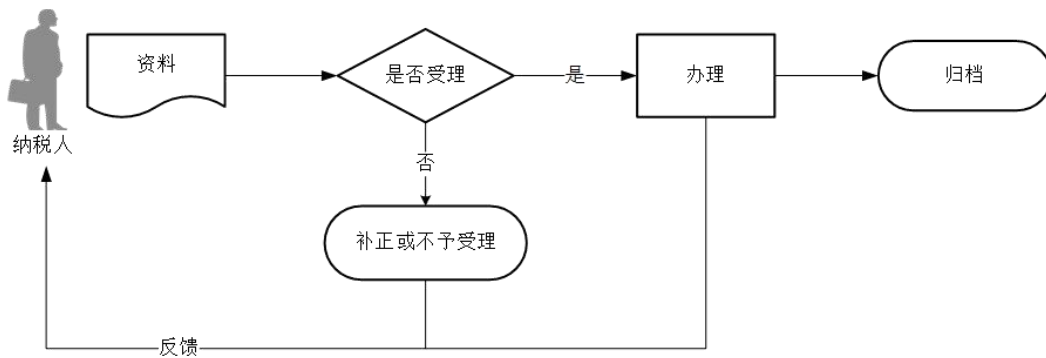 资料
是否受理
是
办理
归档
纳税人
否
补正或不予受理
反馈